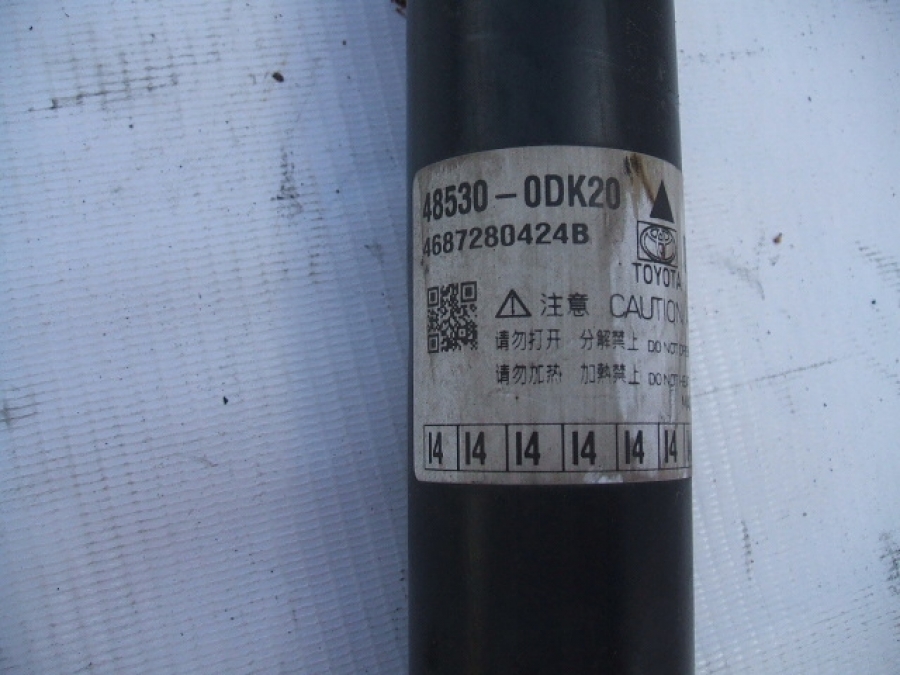 48530-0DK20
4687280424B
TOYOTA
注意 CAUTION
请勿打开 分解禁止 DO NOT
请勿加热 加熱禁止 DO NOT
14 14 14 14 14 14